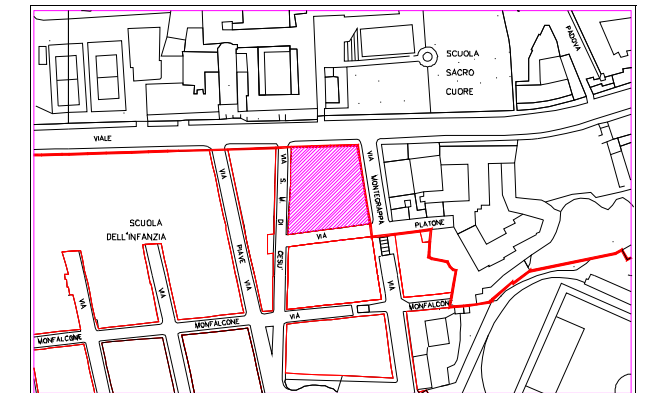 PADOVA
SCUOLA
SACRO
CUORE
VIALE
VIA
VIA
S. M. DI GESU'
VIA
MONTEGRAPPA
SCUOLA
DELL'INFANZIA
PLATONE
VIA
PIAVE
VIA
VIA
VIA
VIA
MONFALCONE
MONFALCONE
VIA
MONFALCONE